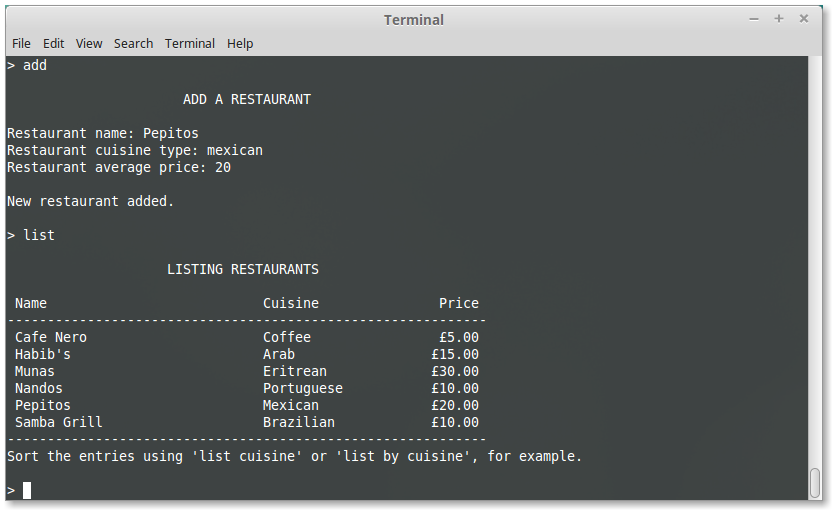 Terminal
File Edit View Search Terminal Help
> add
ADD A RESTAURANT
Restaurant name: Pepitos
Restaurant cuisine type: mexican
Restaurant average price: 20
New restaurant added.
> list
LISTING RESTAURANTS
Name Cuisine Price
------------------------------------------------------------
Cafe Nero Coffee £5.00
Habib's Arab £15.00
Munas Eritrean £30.00
Nandos Portuguese £10.00
Pepitos Mexican £20.00
Samba Grill Brazilian £10.00
------------------------------------------------------------
Sort the entries using 'list cuisine' or 'list by cuisine', for example.
>